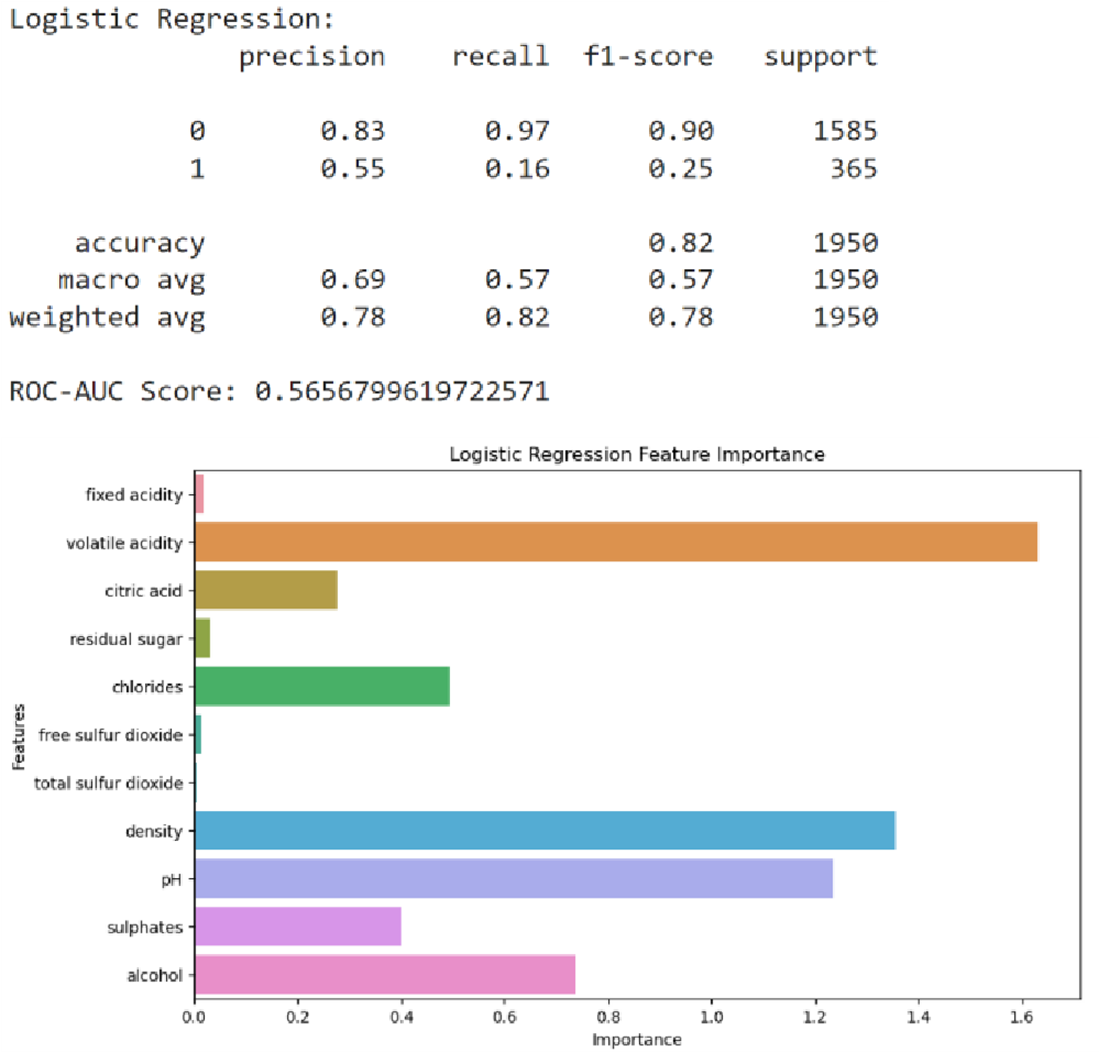 Logistic Regression:
precision recall f1-score support
0 0.83 0.97 0.90 1585
1 0.55 0.16 0.25 365
accuracy 0.82 1950
macro avg 0.69 0.57 0.57 1950
weighted avg 0.78 0.82 0.78 1950
ROC-AUC Score: 0.5656799619722571
Logistic Regression Feature Importance
fixed acidity
volatile acidity
citric acid
residual sugar
chlorides
free sulfur dioxide
total sulfur dioxide
density
pH
sulphates
alcohol
Features
0.0 0.2 0.4 0.6 0.8 1.0 1.2 1.4 1.6
Importance